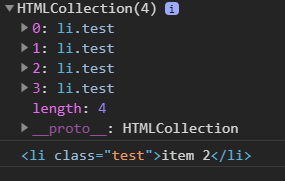 HTMLCollection(4) i
0: li.test
1: li.test
2: li.test
3: li.test
length: 4
__proto__: HTMLCollection
<li class="test">item 2</li>